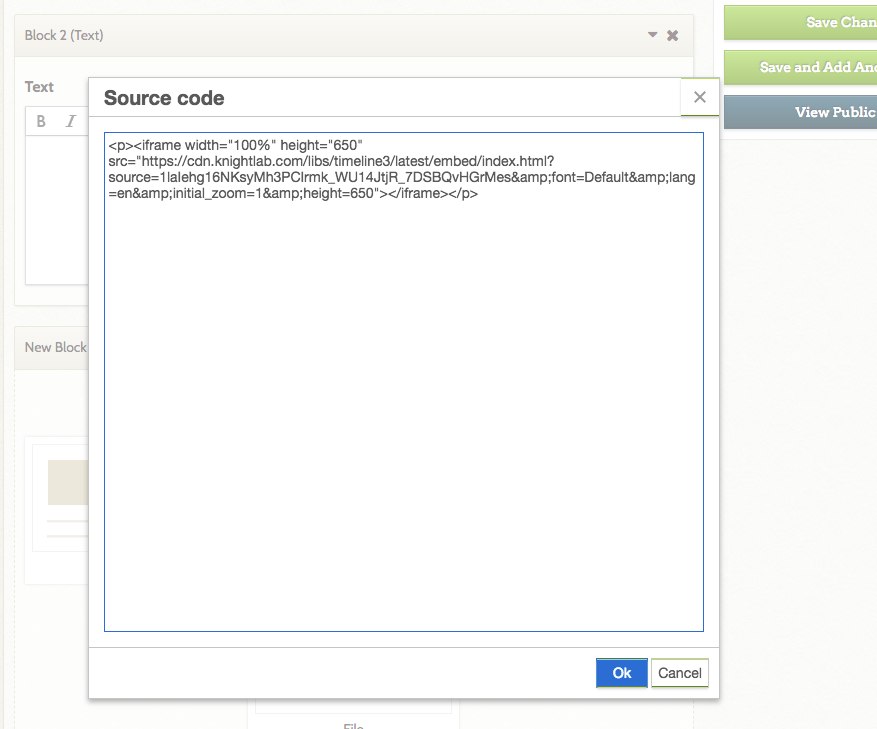 Block 2 (Text)
Save Chan
Save and Add Ano
View Public
Text
B I
Source code
<p><iframe width="100%" height="650"
src="https://cdn.knightlab.com/libs/timeline3/latest/embed/index.html?
source=1lalehg16NKsyMh3PClrmk_WU14JtjR_7DSBQvHGrMes&amp;font=Default&amp;lang
=en&amp;initial_zoom=1&amp;height=650"></iframe></p>
New Block
Ok
Cancel
File